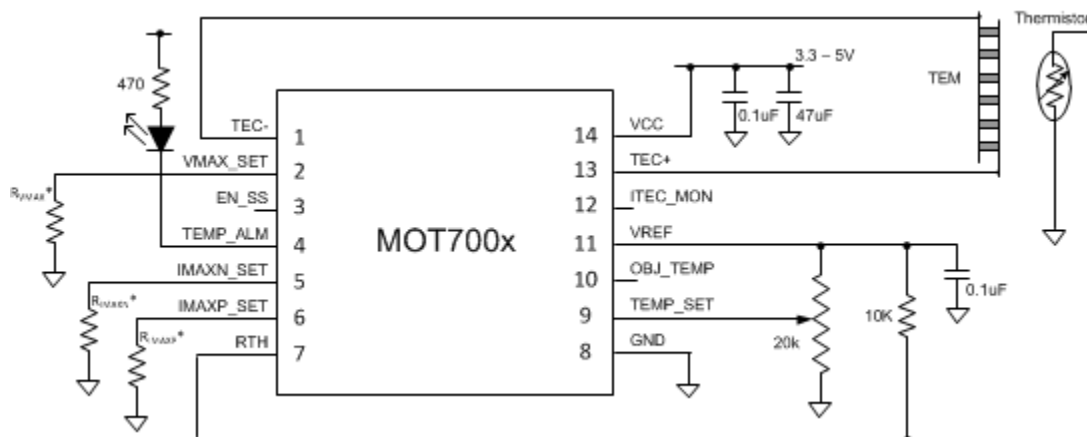 Thermistor
3.3 – 5V
470
TEM
0.1uF
47uF
TEC-
1
14
VCC
VMAX_SET
2
13
TEC+
EN_SS
3
12
ITEC_MON
MOT700x
TEMP_ALM
4
11
VREF
IMAXN_SET
5
10
OBJ_TEMP
0.1uF
IMAXP_SET
6
9
TEMP_SET
10K
20k
RTH
7
8
GND